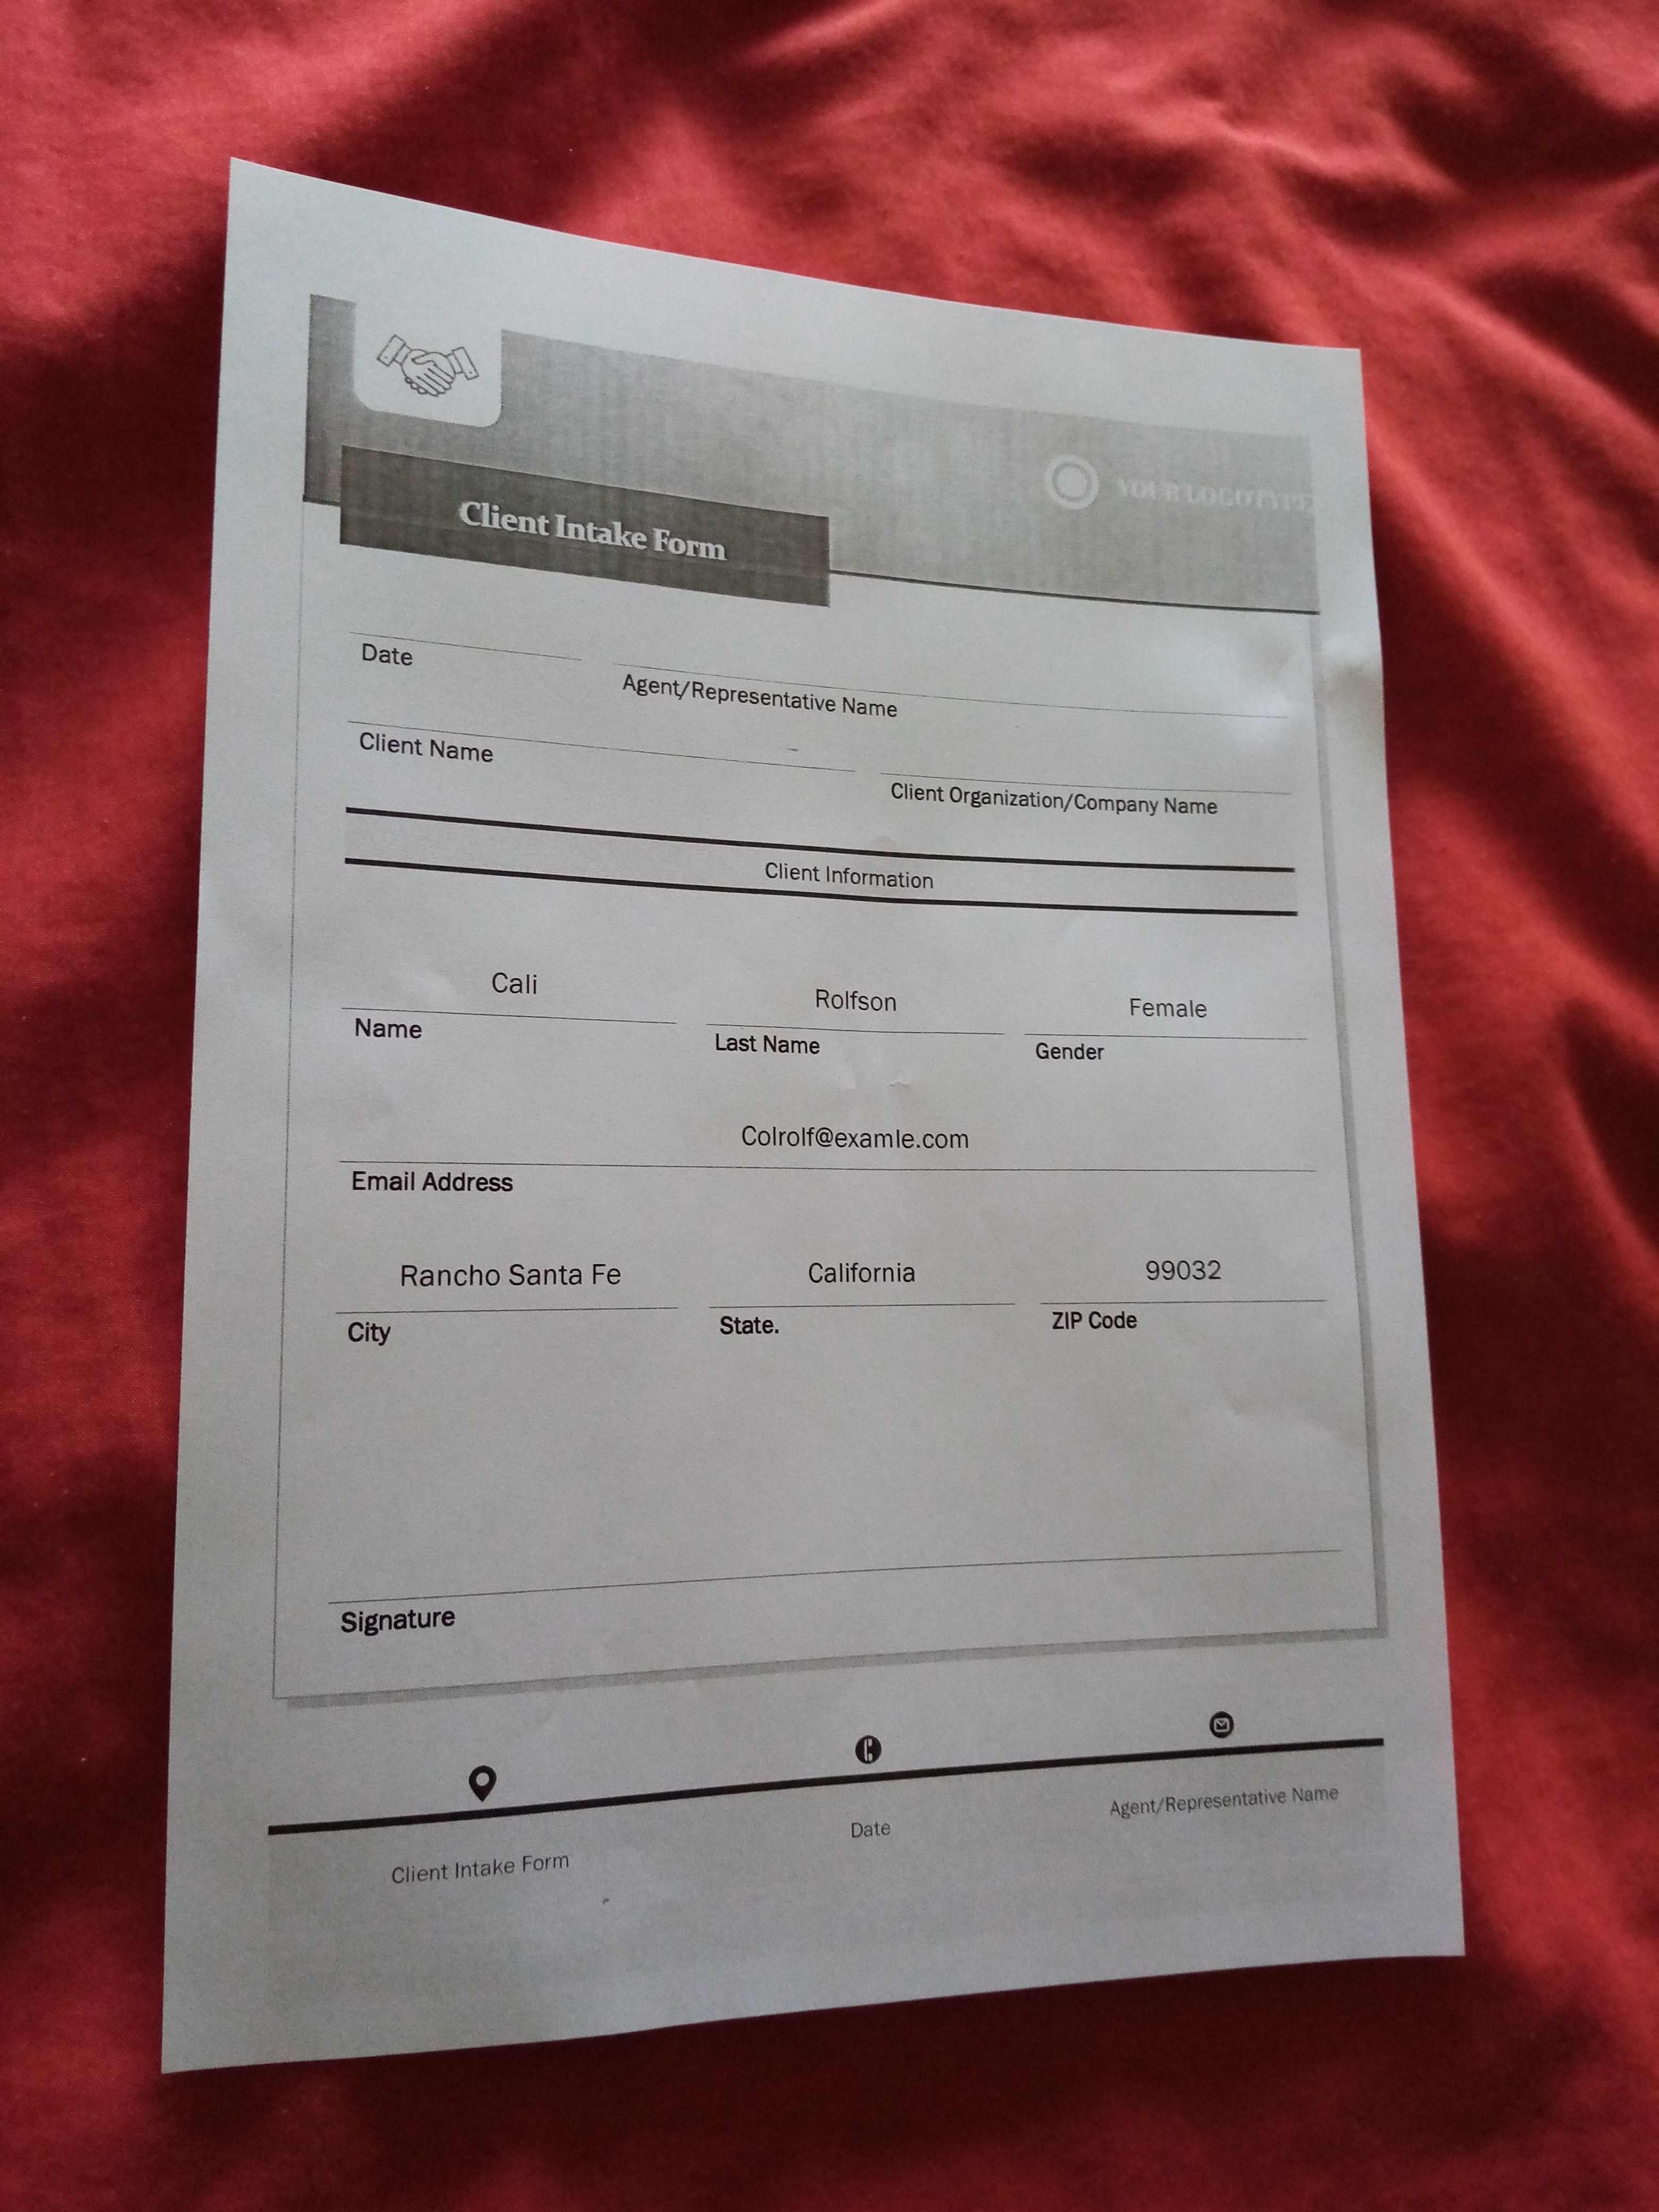 YOUR LOGOTYPE
Client Intake Form
Date
Agent/Representative Name
Client Name
Client Organization/Company Name
Client Information
Cali Rolfson Female
Name Last Name Gender
Colrolf@examle.com
Email Address
Rancho Santa Fe California 99032
City State. ZIP Code
Signature
Client Intake Form Date Agent/Representative Name